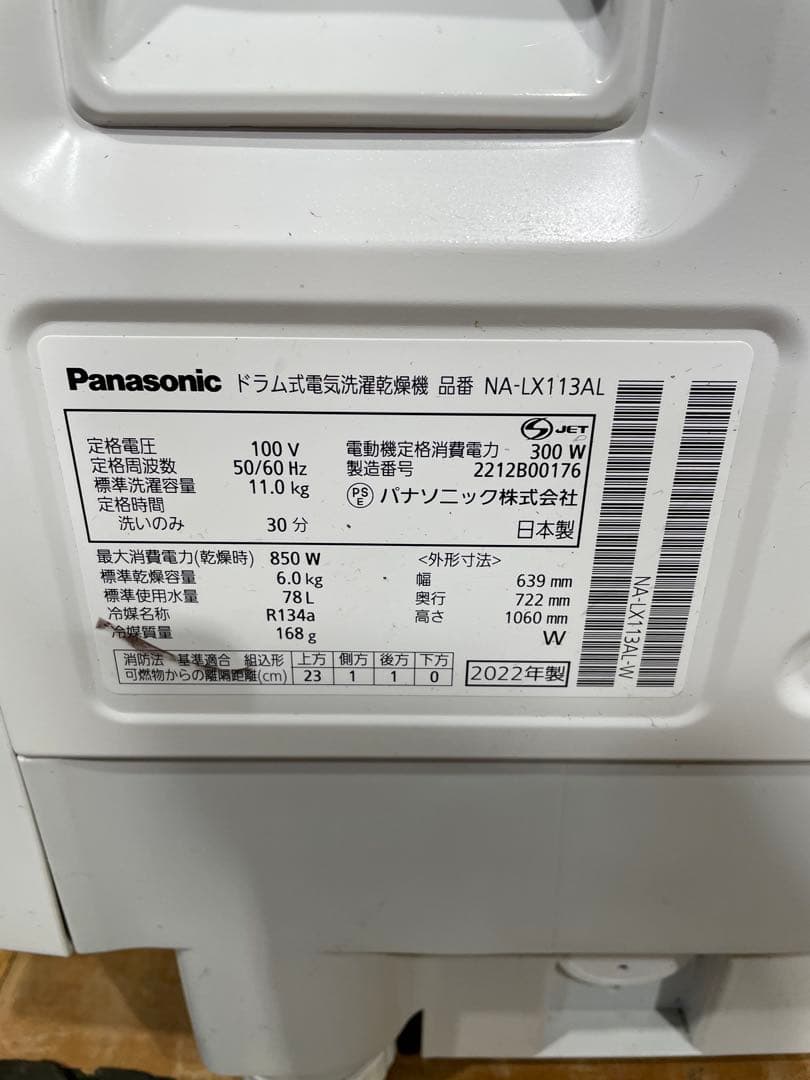 Panasonic ドラム式電気洗濯乾燥機 品番 NA-LX113AL
JET
定格電圧 100 V 電動機定格消費電力 300 W
定格周波数 50/60 Hz 製造番号 2212B00176
標準洗濯容量 11.0 kg PSE パナソニック株式会社
定格時間
洗いのみ 30 分 日本製
最大消費電力(乾燥時) 850 W <外形寸法>
標準乾燥容量 6.0 kg 幅 639 mm
標準使用水量 78 L 奥行 722 mm
冷媒名称 R134a 高さ 1060 mm
冷媒質量 168 g W
消防法 基準適合 組込形 上方 側方 後方 下方
可燃物からの離隔距離(cm) 23 1 1 0
2022年製
NA-LX113AL-W